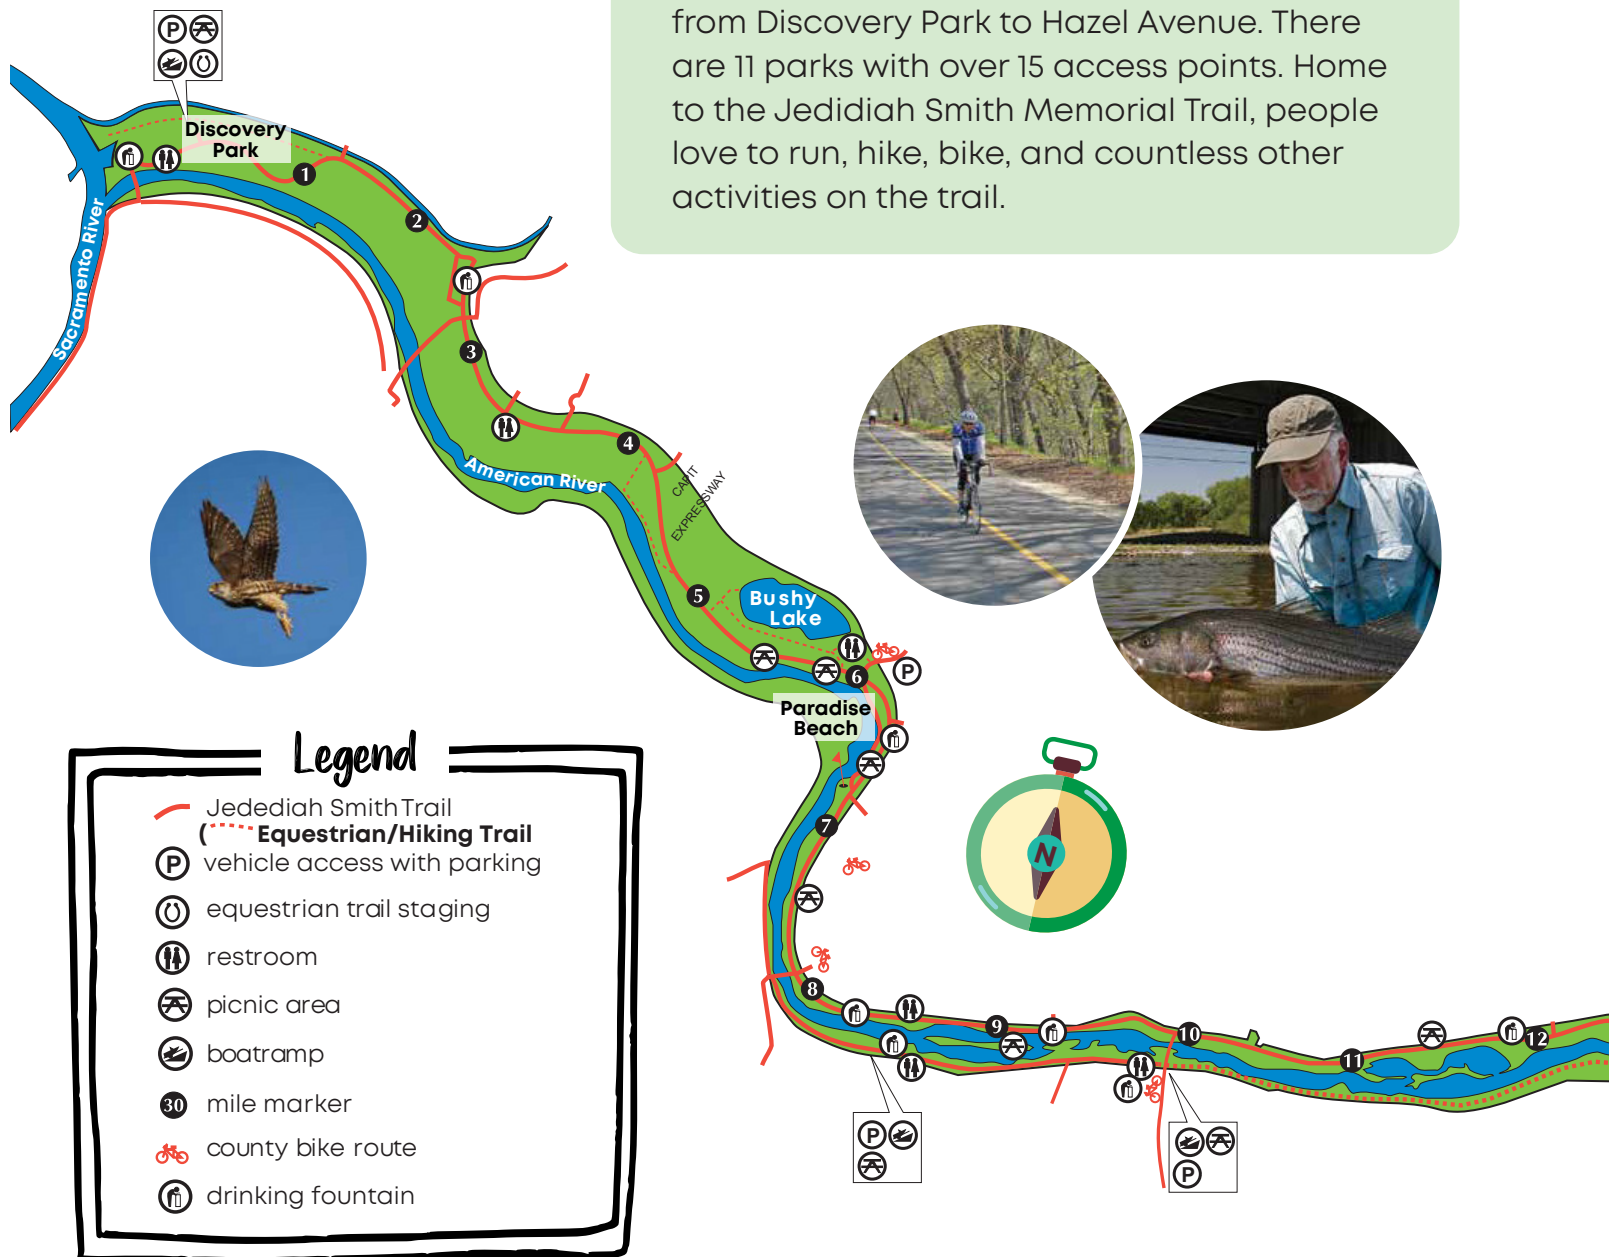 from Discovery Park to Hazel Avenue. There
are 11 parks with over 15 access points. Home
to the Jedidiah Smith Memorial Trail, people
love to run, hike, bike, and countless other
activities on the trail.
P
Discovery
Park
1
2
Sacramento River
3
4
American River
CAPIT
EXPRESSWAY
5
Bushy
Lake
6
P
Paradise
Beach
7
N
8
9
10
11
12
P
P
Legend
Jedediah Smith Trail
( Equestrian/Hiking Trail
P vehicle access with parking
equestrian trail staging
restroom
picnic area
boatramp
30 mile marker
county bike route
drinking fountain